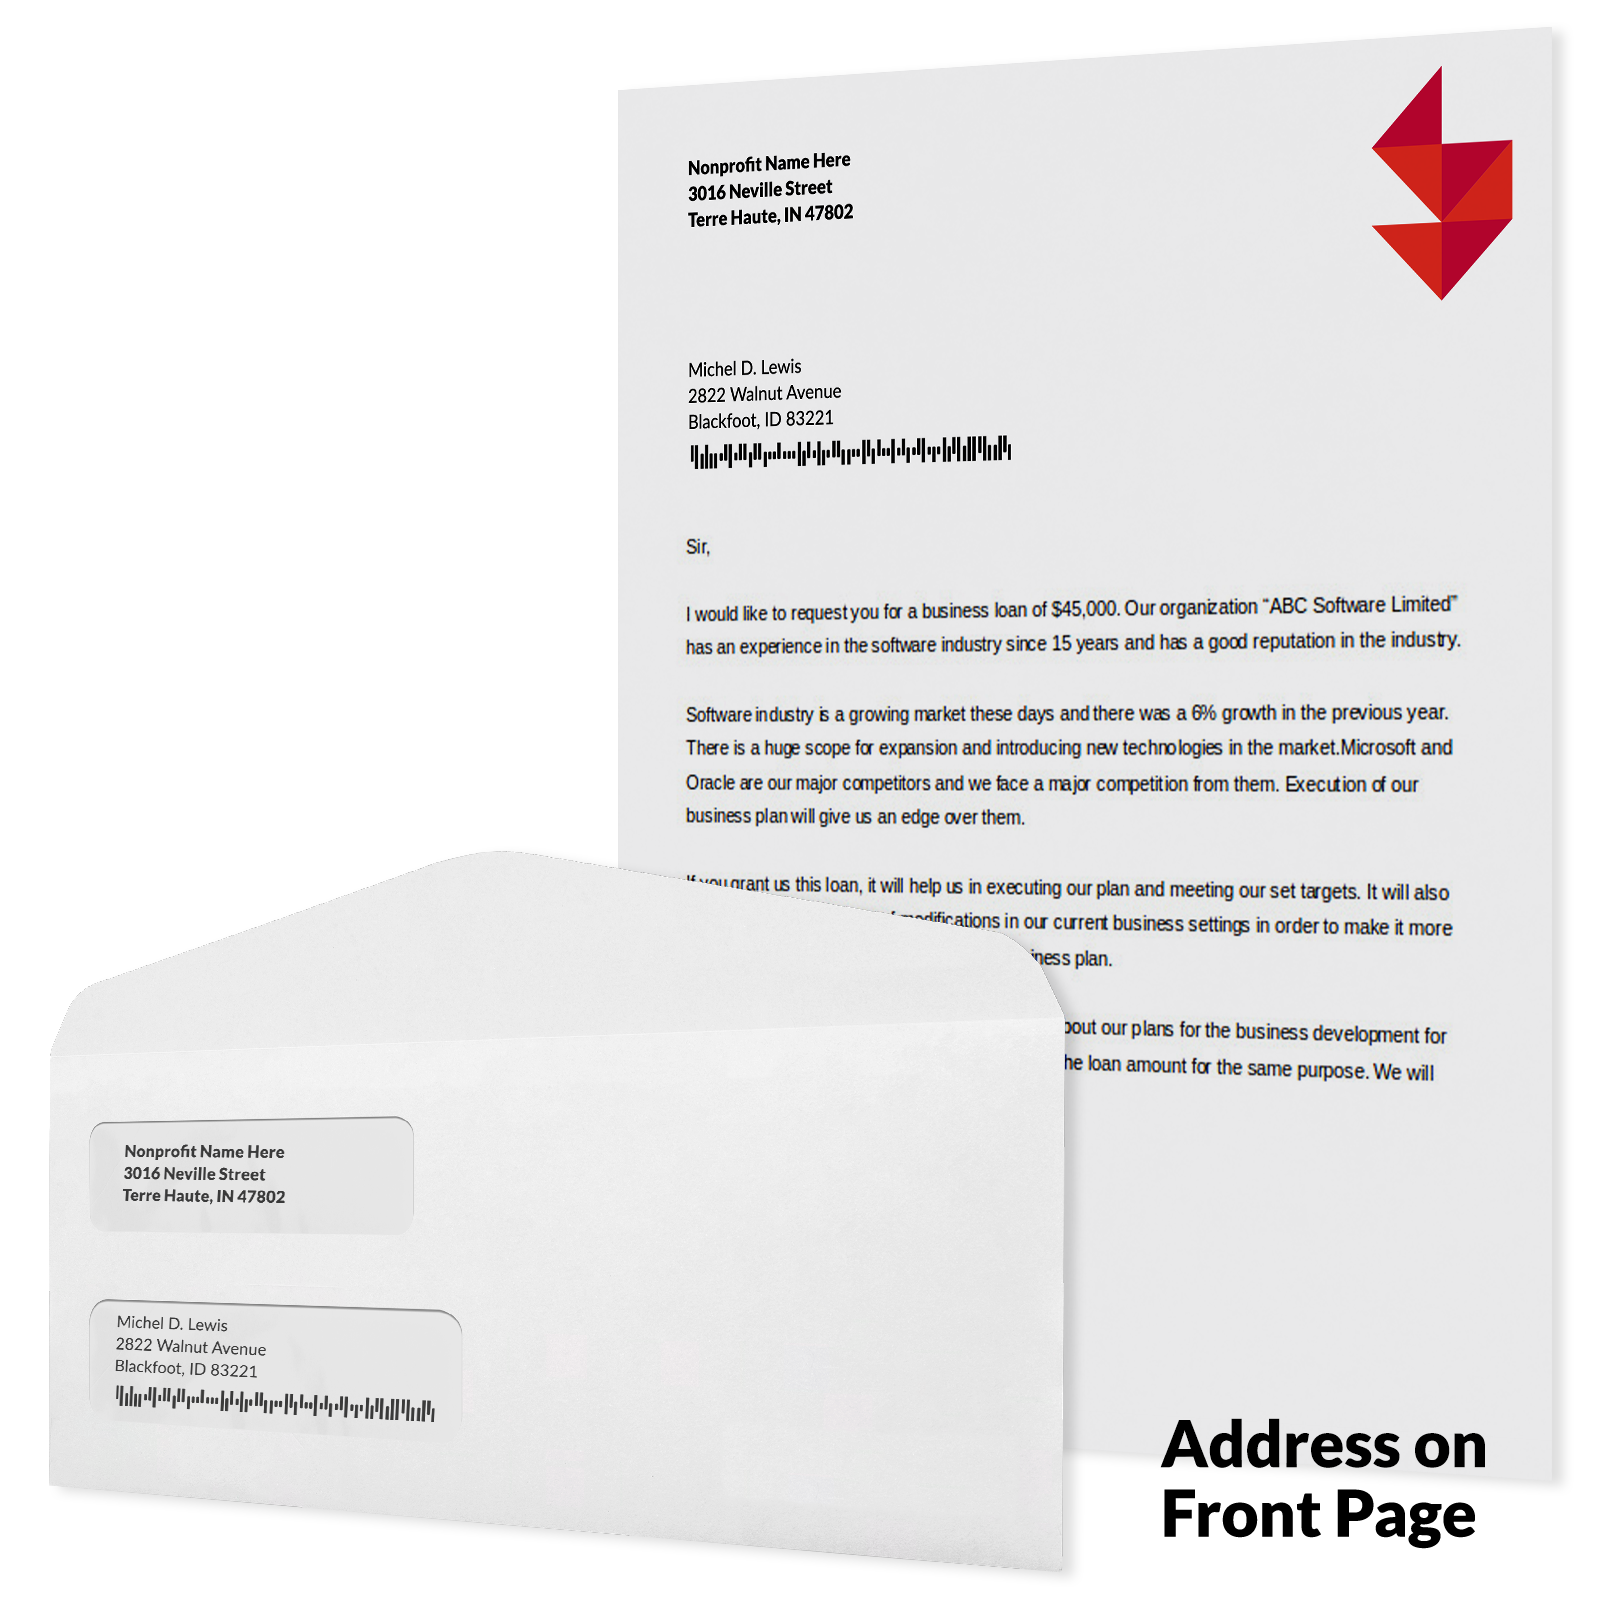 Nonprofit Name Here
3016 Neville Street
Terre Haute, IN 47802
Michel D. Lewis
2822 Walnut Avenue
Blackfoot, ID 83221
Sir,
I would like to request you for a business loan of $45,000. Our organization “ABC Software Limited”
has an experience in the software industry since 15 years and has a good reputation in the industry.
Software industry is a growing market these days and there was a 6% growth in the previous year.
There is a huge scope for expansion and introducing new technologies in the market.Microsoft and
Oracle are our major competitors and we face a major competition from them. Execution of our
business plan will give us an edge over them.
If you grant us this loan, it will help us in executing our plan and meeting our set targets. It will also
modifications in our current business settings in order to make it more
plan.
our plans for the business development for
loan amount for the same purpose. We will
Nonprofit Name Here
3016 Neville Street
Terre Haute, IN 47802
Michel D. Lewis
2822 Walnut Avenue
Blackfoot, ID 83221
Address on
Front Page